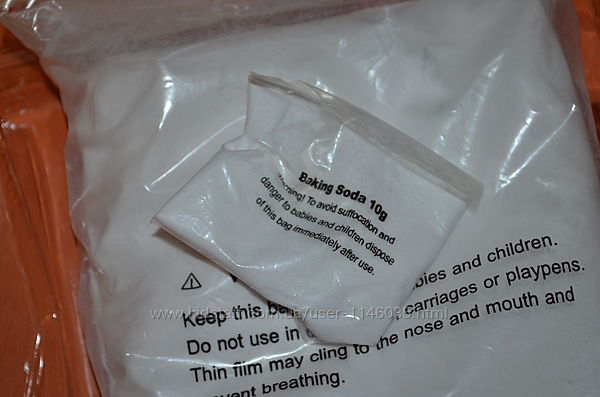 Baking Soda 10g
Warning! To avoid suffocation and
danger to babies and children dispose
of this bag immediately after use.
and children.
Keep this
carriages or playpens.
Do not use in
Thin film may cling to the nose and mouth and
prevent breathing.